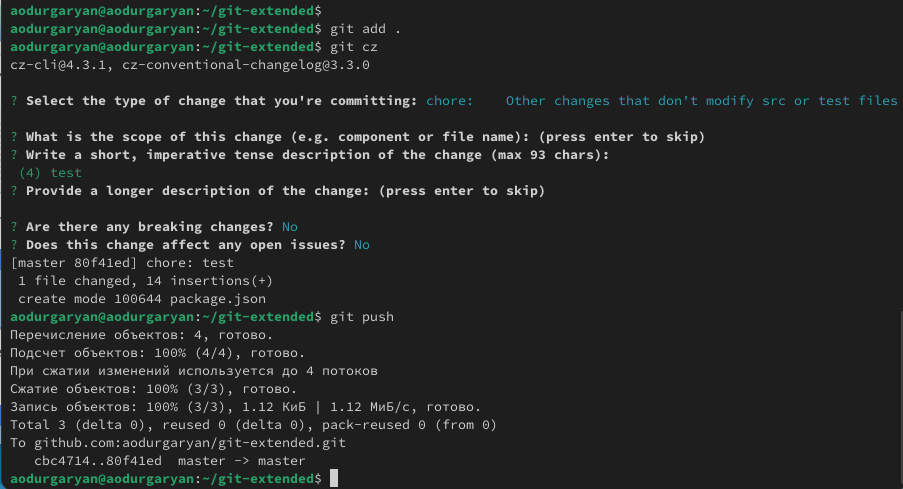 aodurgaryan@aodurgaryan:~/git-extended$
aodurgaryan@aodurgaryan:~/git-extended$ git add .
aodurgaryan@aodurgaryan:~/git-extended$ git cz
cz-cli@4.3.1, cz-conventional-changelog@3.3.0
? Select the type of change that you're committing: chore:    Other changes that don't modify src or test files
? What is the scope of this change (e.g. component or file name): (press enter to skip)
? Write a short, imperative tense description of the change (max 93 chars):
 (4) test
? Provide a longer description of the change: (press enter to skip)
? Are there any breaking changes? No
? Does this change affect any open issues? No
[master 80f41ed] chore: test
 1 file changed, 14 insertions(+)
 create mode 100644 package.json
aodurgaryan@aodurgaryan:~/git-extended$ git push
Перечисление объектов: 4, готово.
Подсчет объектов: 100% (4/4), готово.
При сжатии изменений используется до 4 потоков
Сжатие объектов: 100% (3/3), готово.
Запись объектов: 100% (3/3), 1.12 КиБ | 1.12 МиБ/с, готово.
Total 3 (delta 0), reused 0 (delta 0), pack-reused 0 (from 0)
To github.com:aodurgaryan/git-extended.git
   cbc4714..80f41ed  master -> master
aodurgaryan@aodurgaryan:~/git-extended$